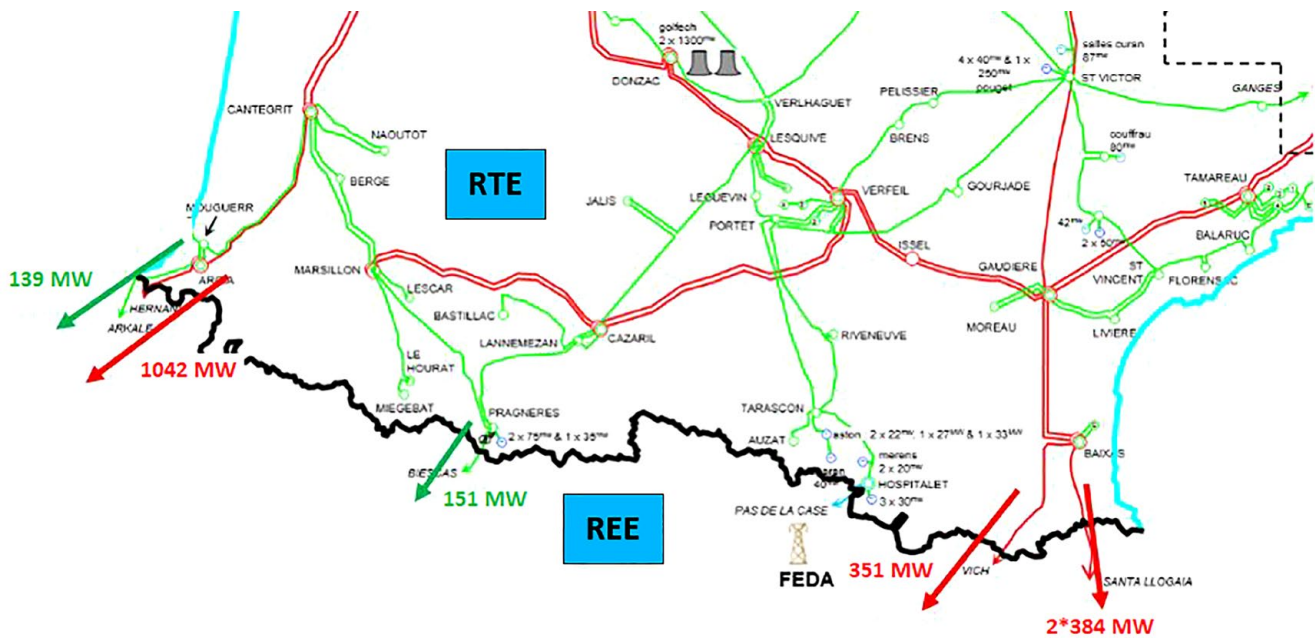 golfech
2 x 1300mw
DONZAC
4 x 40mw & 1 x
250mw
pouget
salles curan
87mw
ST VICTOR
GANGES
CANTEGRIT
NAOUTOT
VERLHAGUET
PELISSIER
BRENS
LESQUIVE
couffrau
80mw
BERGE
RTE
JALIS
LEGUEVIN
VERFEIL
GOURJADE
TAMAREAU
MOUGUERR
PORTET
42mw
2 x 50mw
BALARUC
ISSEL
139 MW
MARSILLON
GAUDIERE
ST
VINCENT
HERNANI
ARKALE
LESCAR
BASTILLAC
MOREAU
LIVIERE
LANNEMEZAN
CAZARIL
RIVENEUVE
1042 MW
LE
HOURAT
MIEGEBAT
PRAGNERES
2 x 75mw & 1 x 35mw
TARASCON
AUZAT
aston
2 x 22mw, 1 x 27MW & 1 x 33MW
merens
2 x 20mw
BAIXAS
BIESCAS
40mw
HOSPITALET
3 x 30mw
151 MW
REE
PAS DE LA CASE
FEDA
351 MW
VICH
SANTA LLOGAIA
2*384 MW